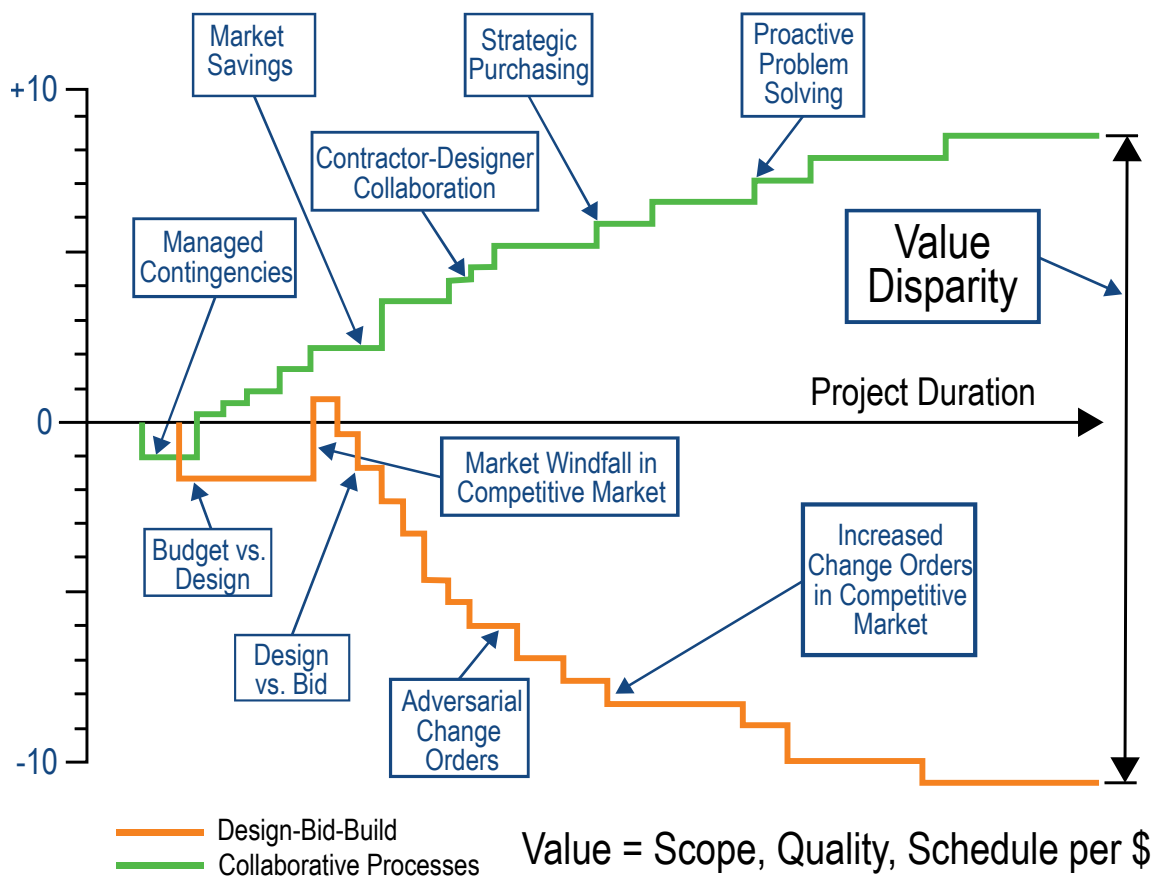 Market
Savings
Strategic
Purchasing
Proactive
Problem
Solving
+10
Contractor-Designer
Collaboration
Managed
Contingencies
Value
Disparity
Project Duration
0
Market Windfall in
Competitive Market
Budget vs.
Design
Increased
Change Orders
in Competitive
Market
Design
vs. Bid
Adversarial
Change
Orders
-10
Design-Bid-Build
Collaborative Processes
Value = Scope, Quality, Schedule per $